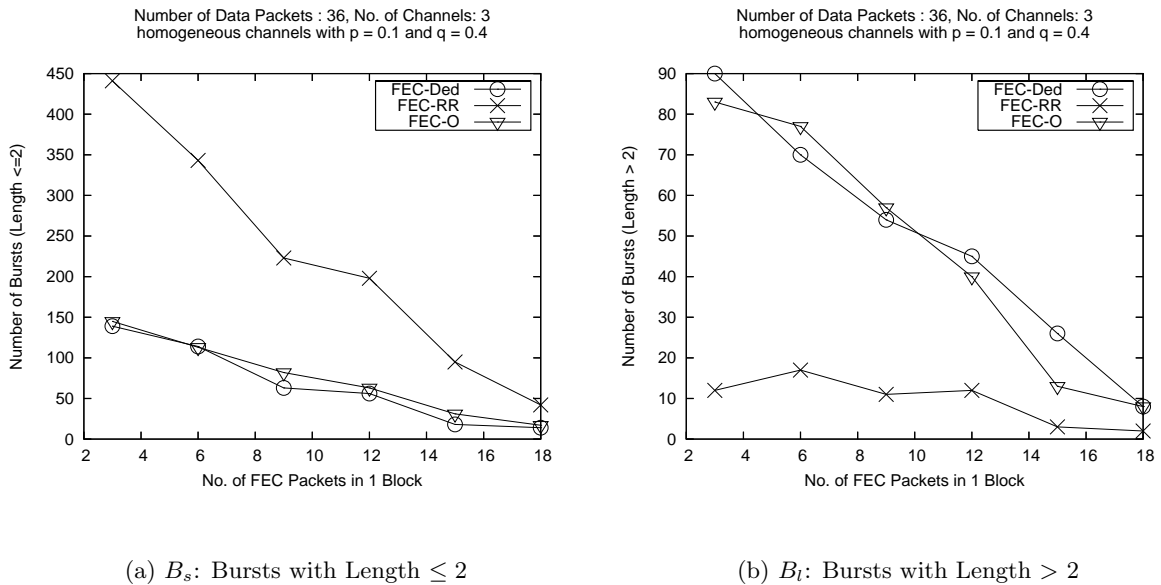 Number of Data Packets : 36, No. of Channels: 3
homogeneous channels with p = 0.1 and q = 0.4
450
400
350
300
250
200
150
100
50
0
Number of Bursts (Length <=2)
FEC-Ded
FEC-RR
FEC-O
2 4 6 8 10 12 14 16 18
No. of FEC Packets in 1 Block
(a) Bs: Bursts with Length ≤ 2
Number of Data Packets : 36, No. of Channels: 3
homogeneous channels with p = 0.1 and q = 0.4
90
80
70
60
50
40
30
20
10
0
Number of Bursts (Length > 2)
FEC-Ded
FEC-RR
FEC-O
2 4 6 8 10 12 14 16 18
No. of FEC Packets in 1 Block
(b) Bl: Bursts with Length > 2